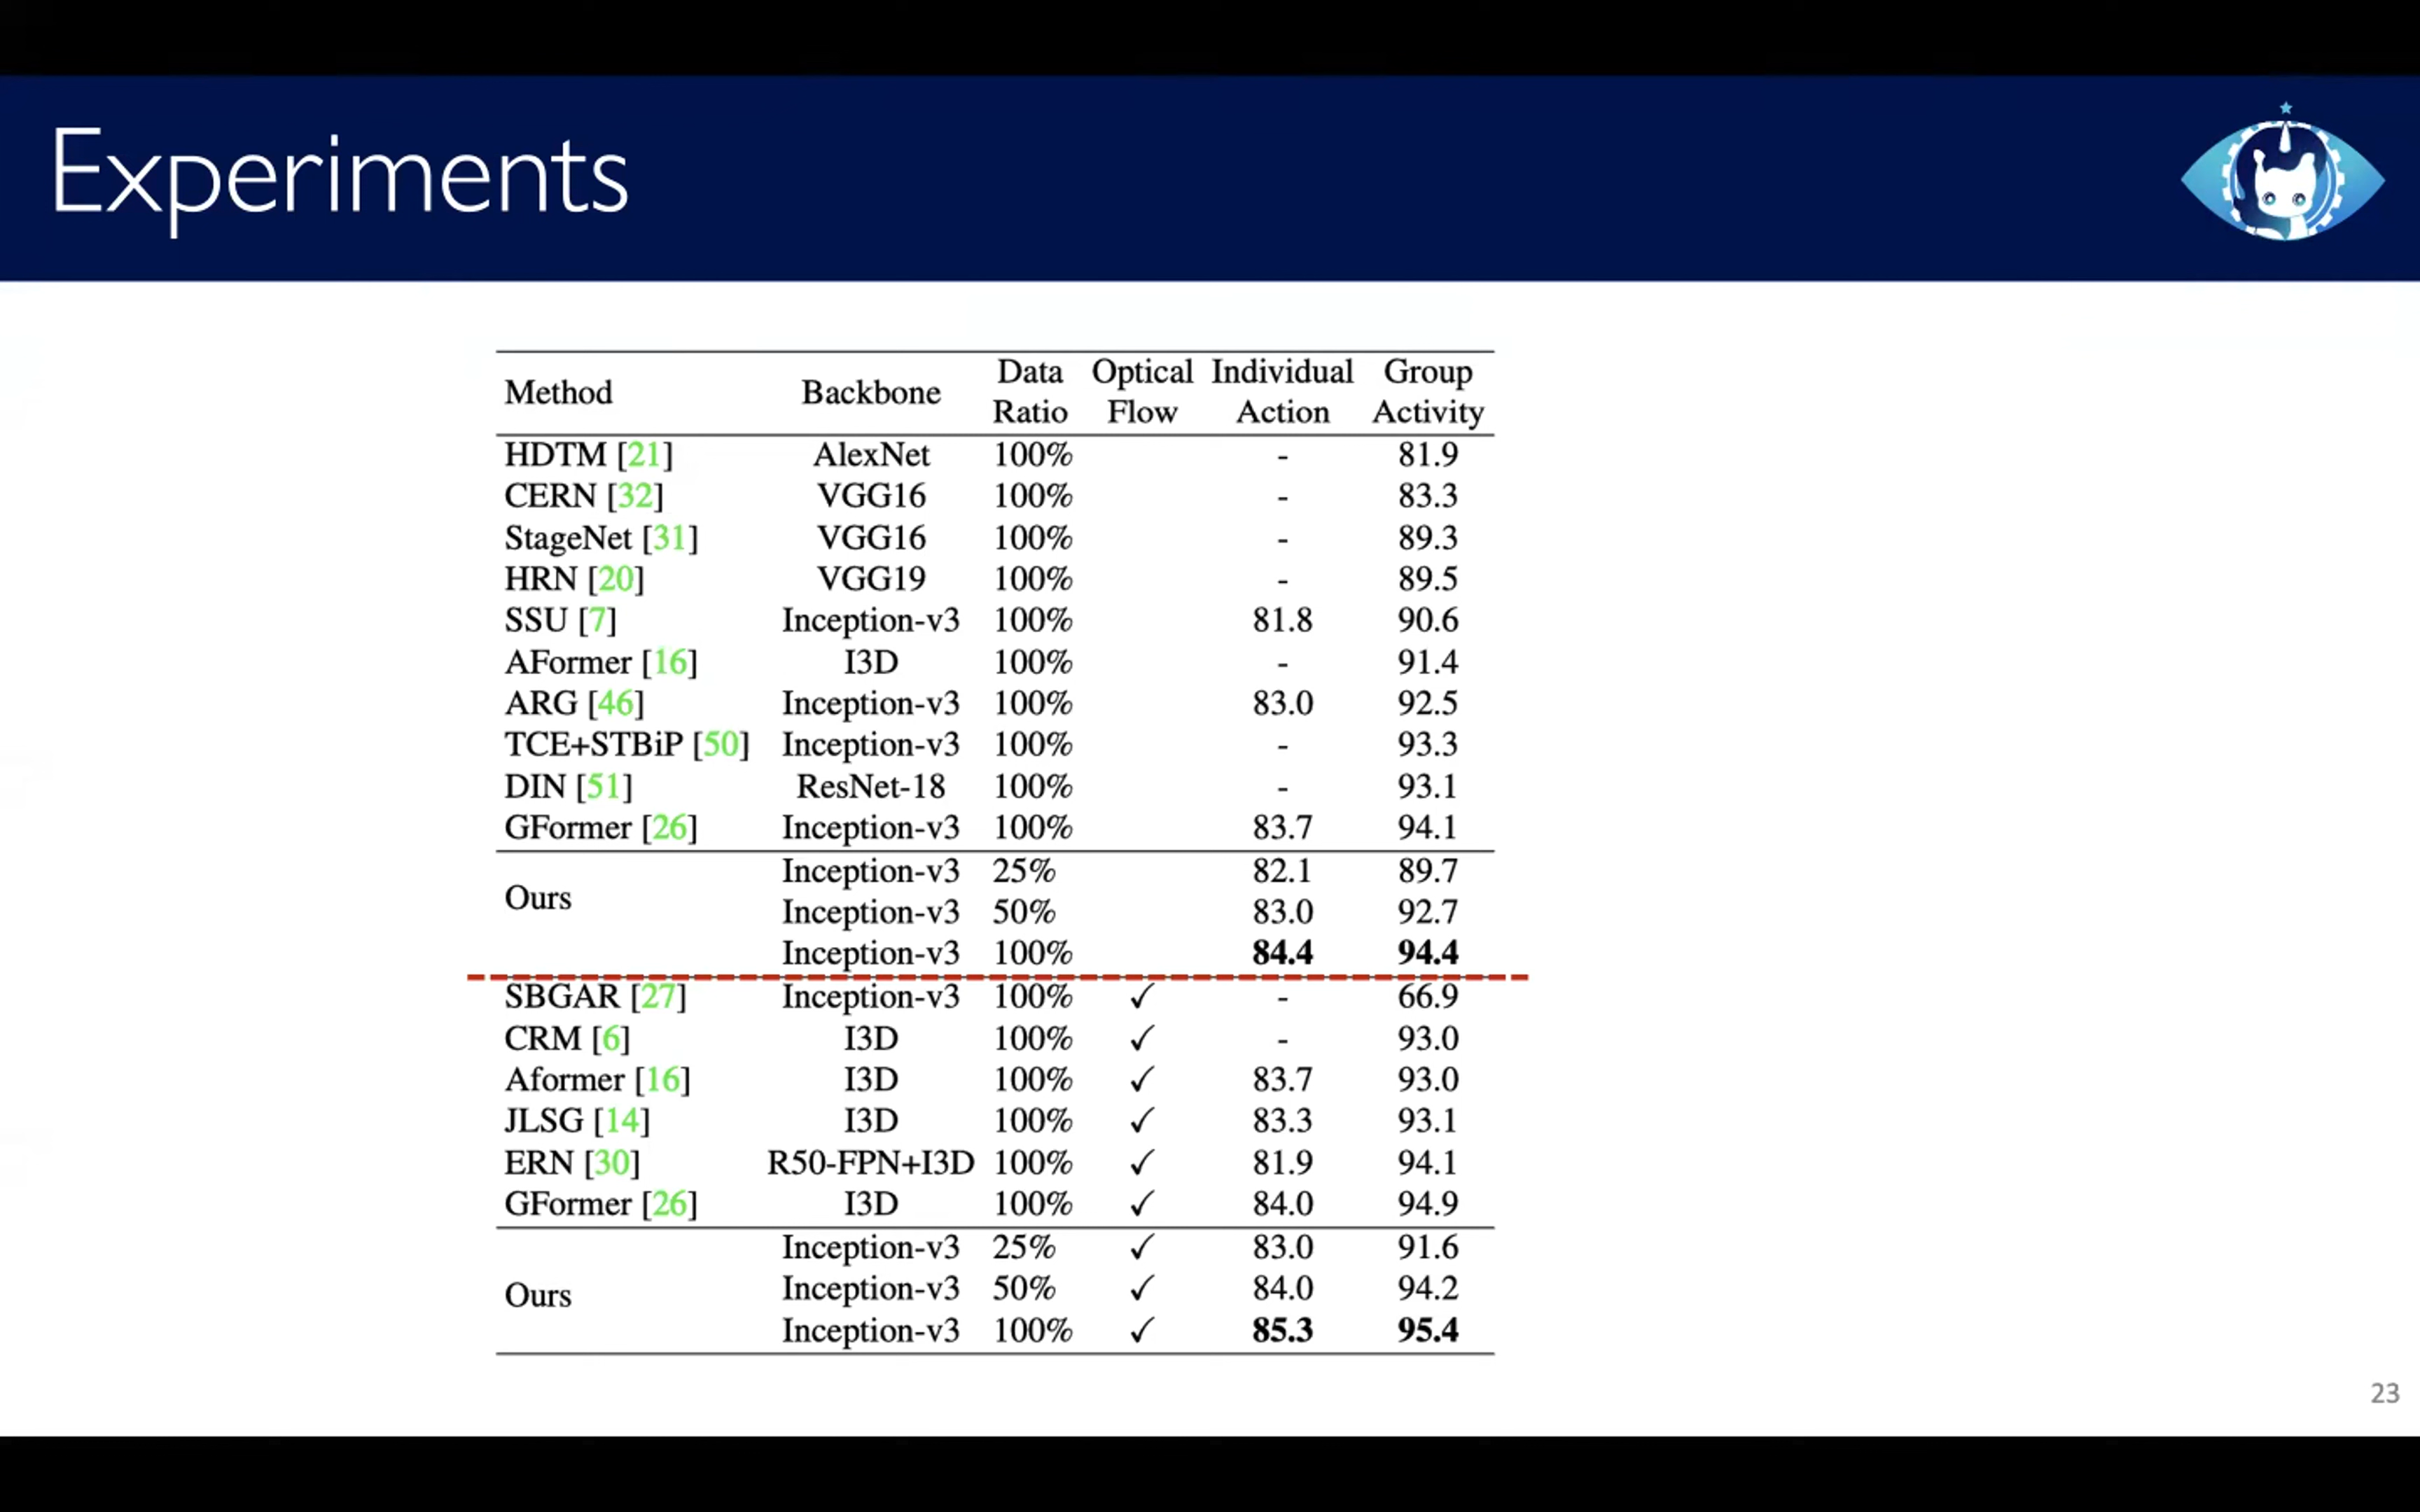 Experiments
Method Backbone Data Ratio Optical Flow Individual Action Group Activity
HDTM [21] AlexNet 100% - 81.9
CERN [32] VGG16 100% - 83.3
StageNet [31] VGG16 100% - 89.3
HRN [20] VGG19 100% - 89.5
SSU [7] Inception-v3 100% 81.8 90.6
AFormer [16] I3D 100% - 91.4
ARG [46] Inception-v3 100% 83.0 92.5
TCE+STBiP [50] Inception-v3 100% - 93.3
DIN [51] ResNet-18 100% - 93.1
GFormer [26] Inception-v3 100% 83.7 94.1
Ours
Inception-v3 25% 82.1 89.7
Inception-v3 50% 83.0 92.7
Inception-v3 100% 84.4 94.4
SBGAR [27] Inception-v3 100% ✓ - 66.9
CRM [6] I3D 100% ✓ - 93.0
Aformer [16] I3D 100% ✓ 83.7 93.0
JLSG [14] I3D 100% ✓ 83.3 93.1
ERN [30] R50-FPN+I3D 100% ✓ 81.9 94.1
GFormer [26] I3D 100% ✓ 84.0 94.9
Ours
Inception-v3 25% ✓ 83.0 91.6
Inception-v3 50% ✓ 84.0 94.2
Inception-v3 100% ✓ 85.3 95.4
23